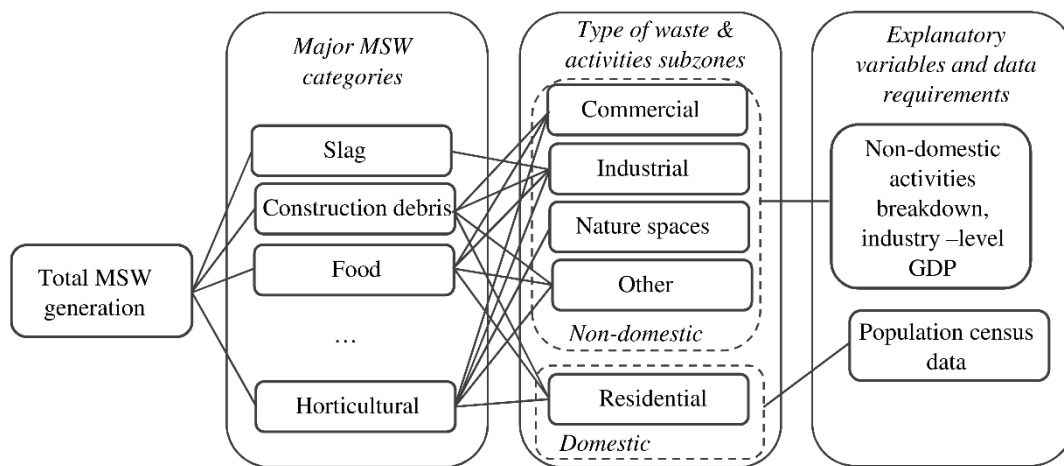 Major MSW
categories
Type of waste &
activities subzones
Explanatory
variables and data
requirements
Total MSW
generation
Slag
Construction debris
Food
...
Horticultural
Commercial
Industrial
Nature spaces
Other
Non-domestic
Residential
Domestic
Non-domestic
activities
breakdown,
industry –level
GDP
Population census
data